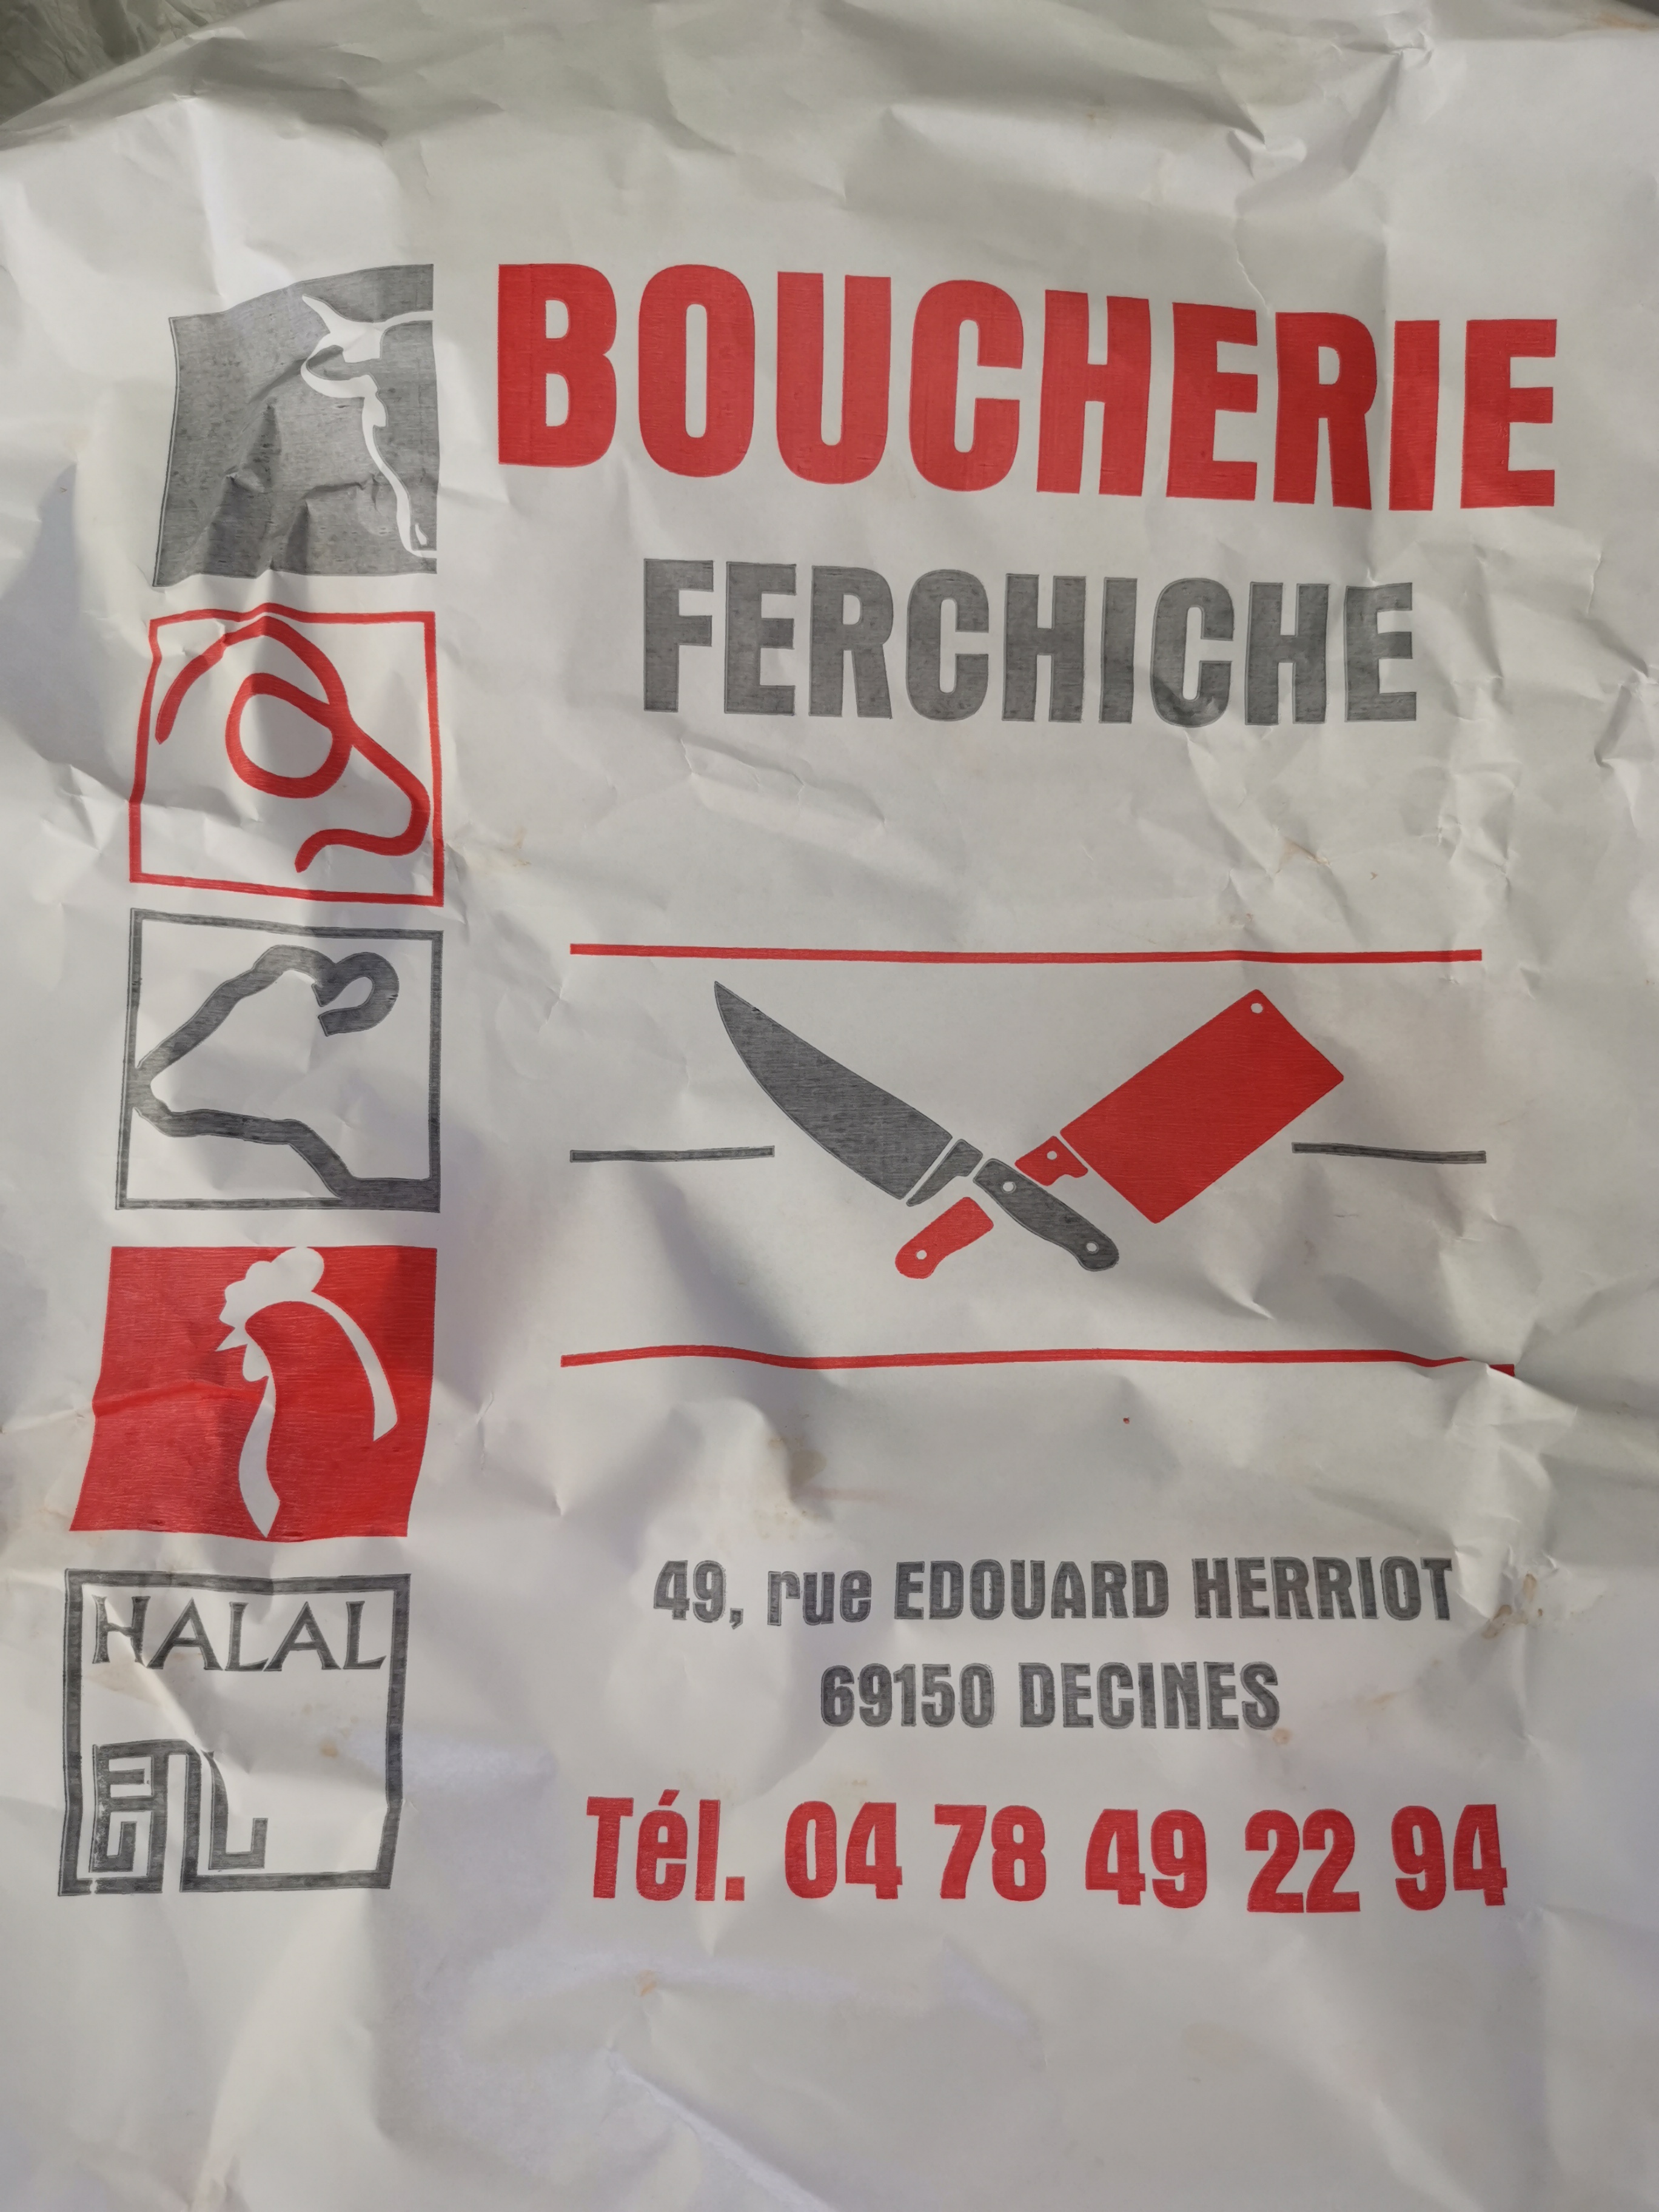 BOUCHERIE
FERCHICHE
HALAL
49, rue EDOUARD HERRIOT
69150 DECINES
Tél. 04 78 49 22 94